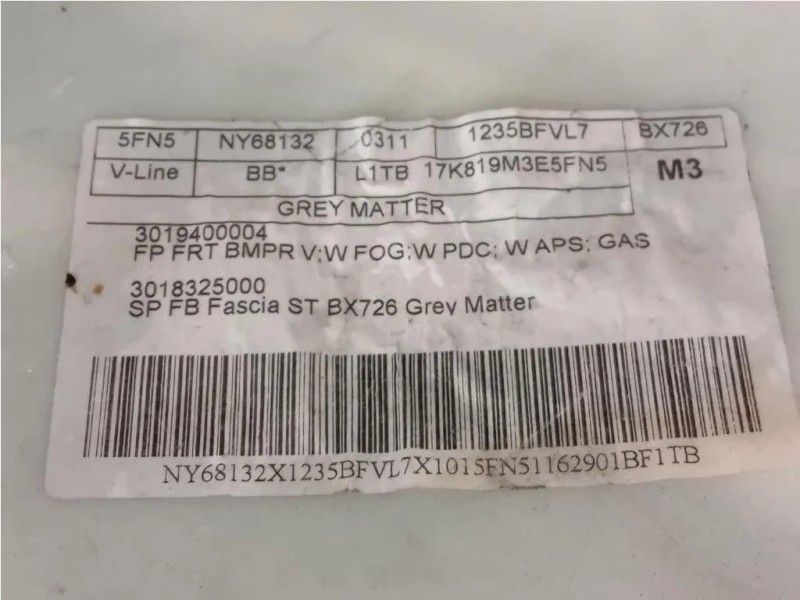 5FN5 NY68132 0311 1235BFVL7 BX726
V-Line BB* L1TB 17K819M3E5FN5 M3
GREY MATTER
3019400004
FP FRT BMPR V;W FOG;W PDC; W APS; GAS
3018325000
SP FB Fascia ST BX726 Grey Matter
NY68132X1235BFVL7X1015FN51162901BF1TB